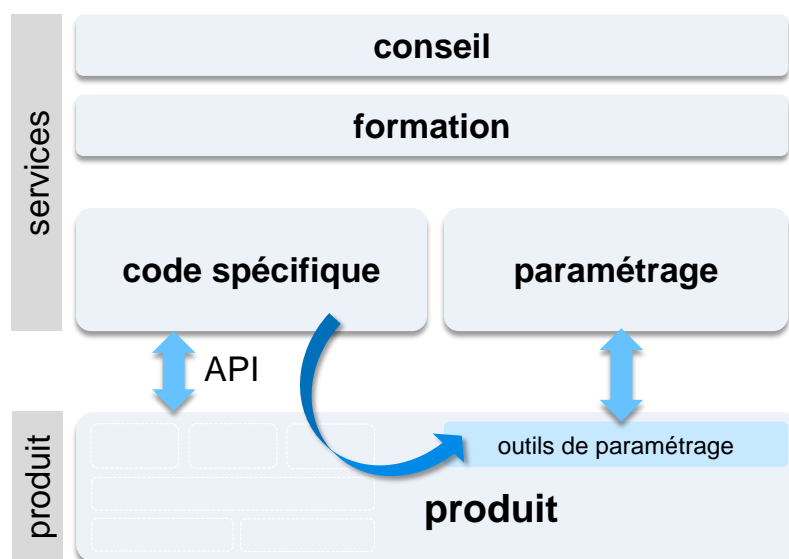 services
conseil
formation
code spécifique
paramétrage
API
produit
outils de paramétrage
produit